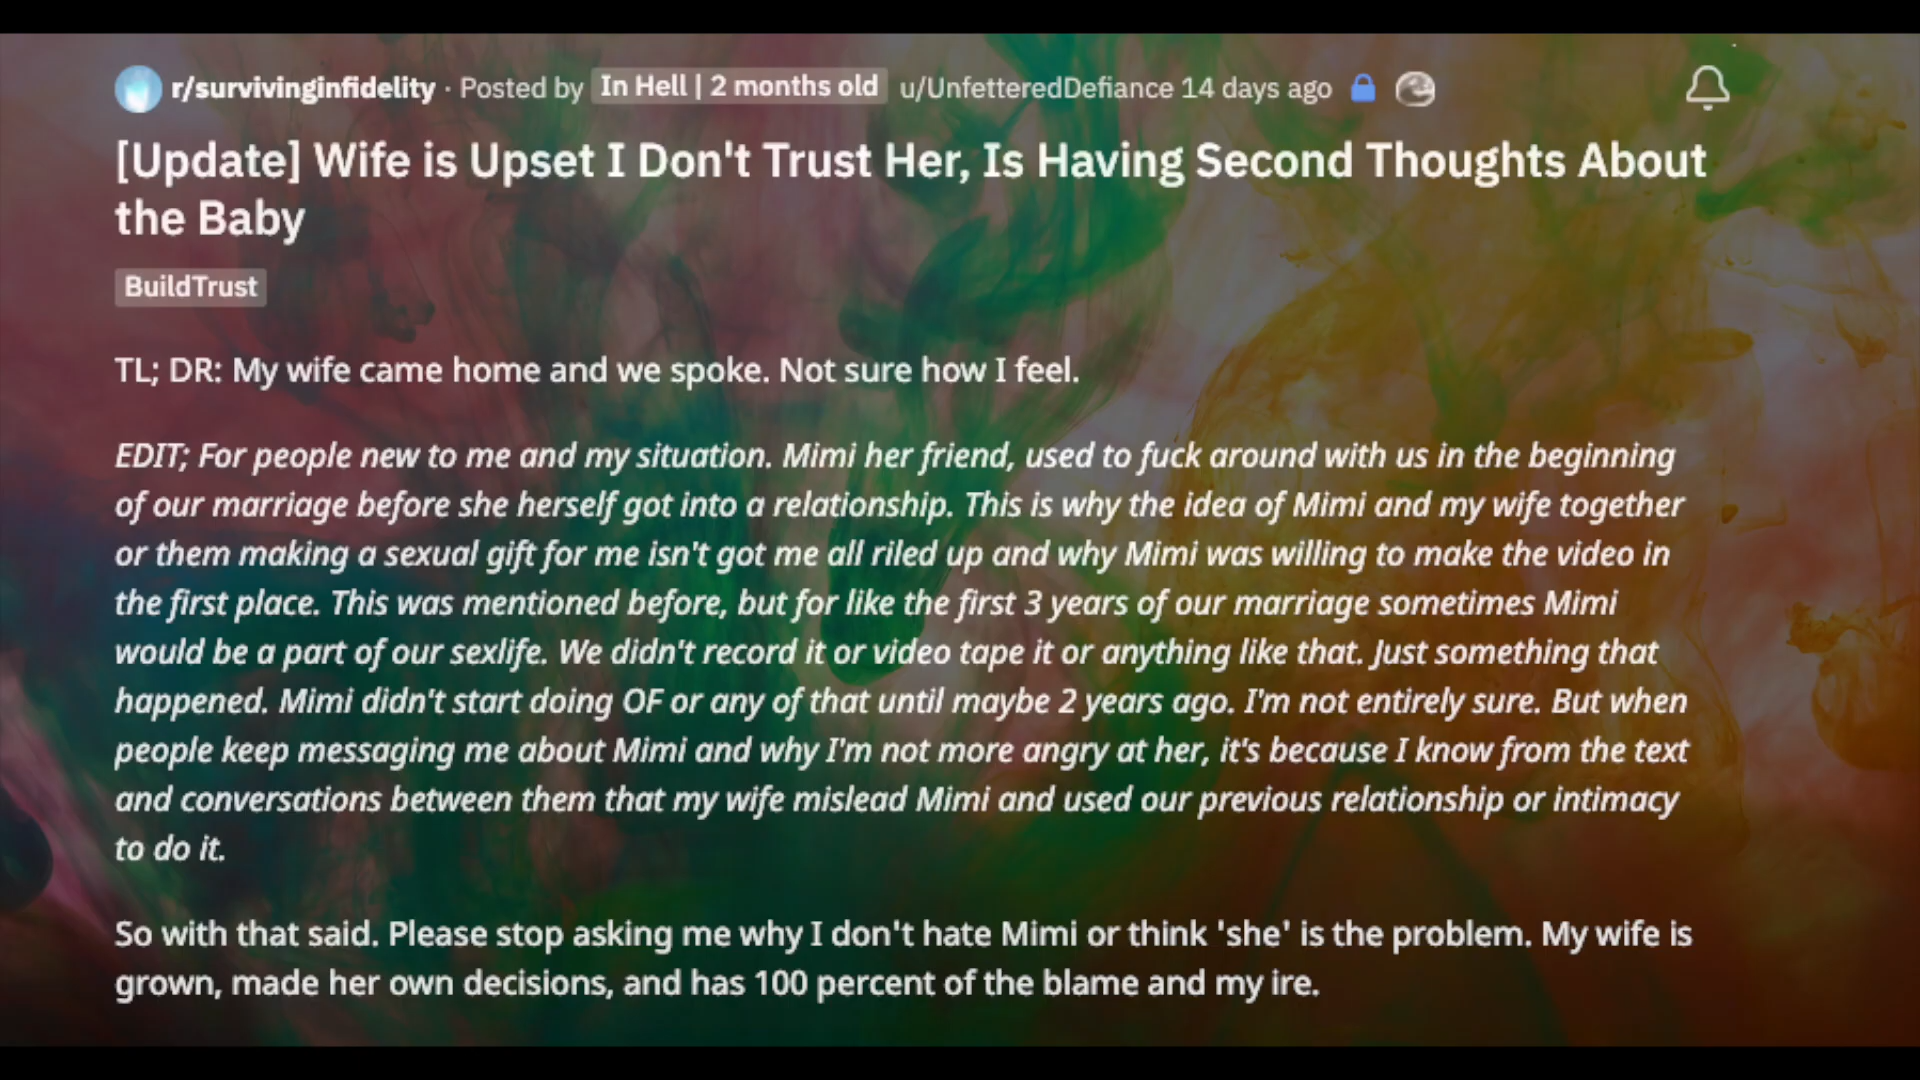 r/survivinginfidelity · Posted by In Hell | 2 months old u/UnfetteredDefiance 14 days ago
[Update] Wife is Upset I Don't Trust Her, Is Having Second Thoughts About
the Baby
BuildTrust
TL; DR: My wife came home and we spoke. Not sure how I feel.
EDIT; For people new to me and my situation. Mimi her friend, used to fuck around with us in the beginning
of our marriage before she herself got into a relationship. This is why the idea of Mimi and my wife together
or them making a sexual gift for me isn't got me all riled up and why Mimi was willing to make the video in
the first place. This was mentioned before, but for like the first 3 years of our marriage sometimes Mimi
would be a part of our sexlife. We didn't record it or video tape it or anything like that. Just something that
happened. Mimi didn't start doing OF or any of that until maybe 2 years ago. I'm not entirely sure. But when
people keep messaging me about Mimi and why I'm not more angry at her, it's because I know from the text
and conversations between them that my wife mislead Mimi and used our previous relationship or intimacy
to do it.
So with that said. Please stop asking me why I don't hate Mimi or think 'she' is the problem. My wife is
grown, made her own decisions, and has 100 percent of the blame and my ire.